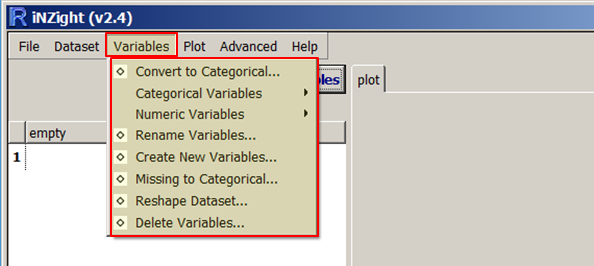 R iNZight (v2.4)
File Dataset Variables Plot Advanced Help
Convert to Categorical...
bles plot
Categorical Variables
Numeric Variables
empty
Rename Variables...
1
Create New Variables...
Missing to Categorical...
Reshape Dataset...
Delete Variables...